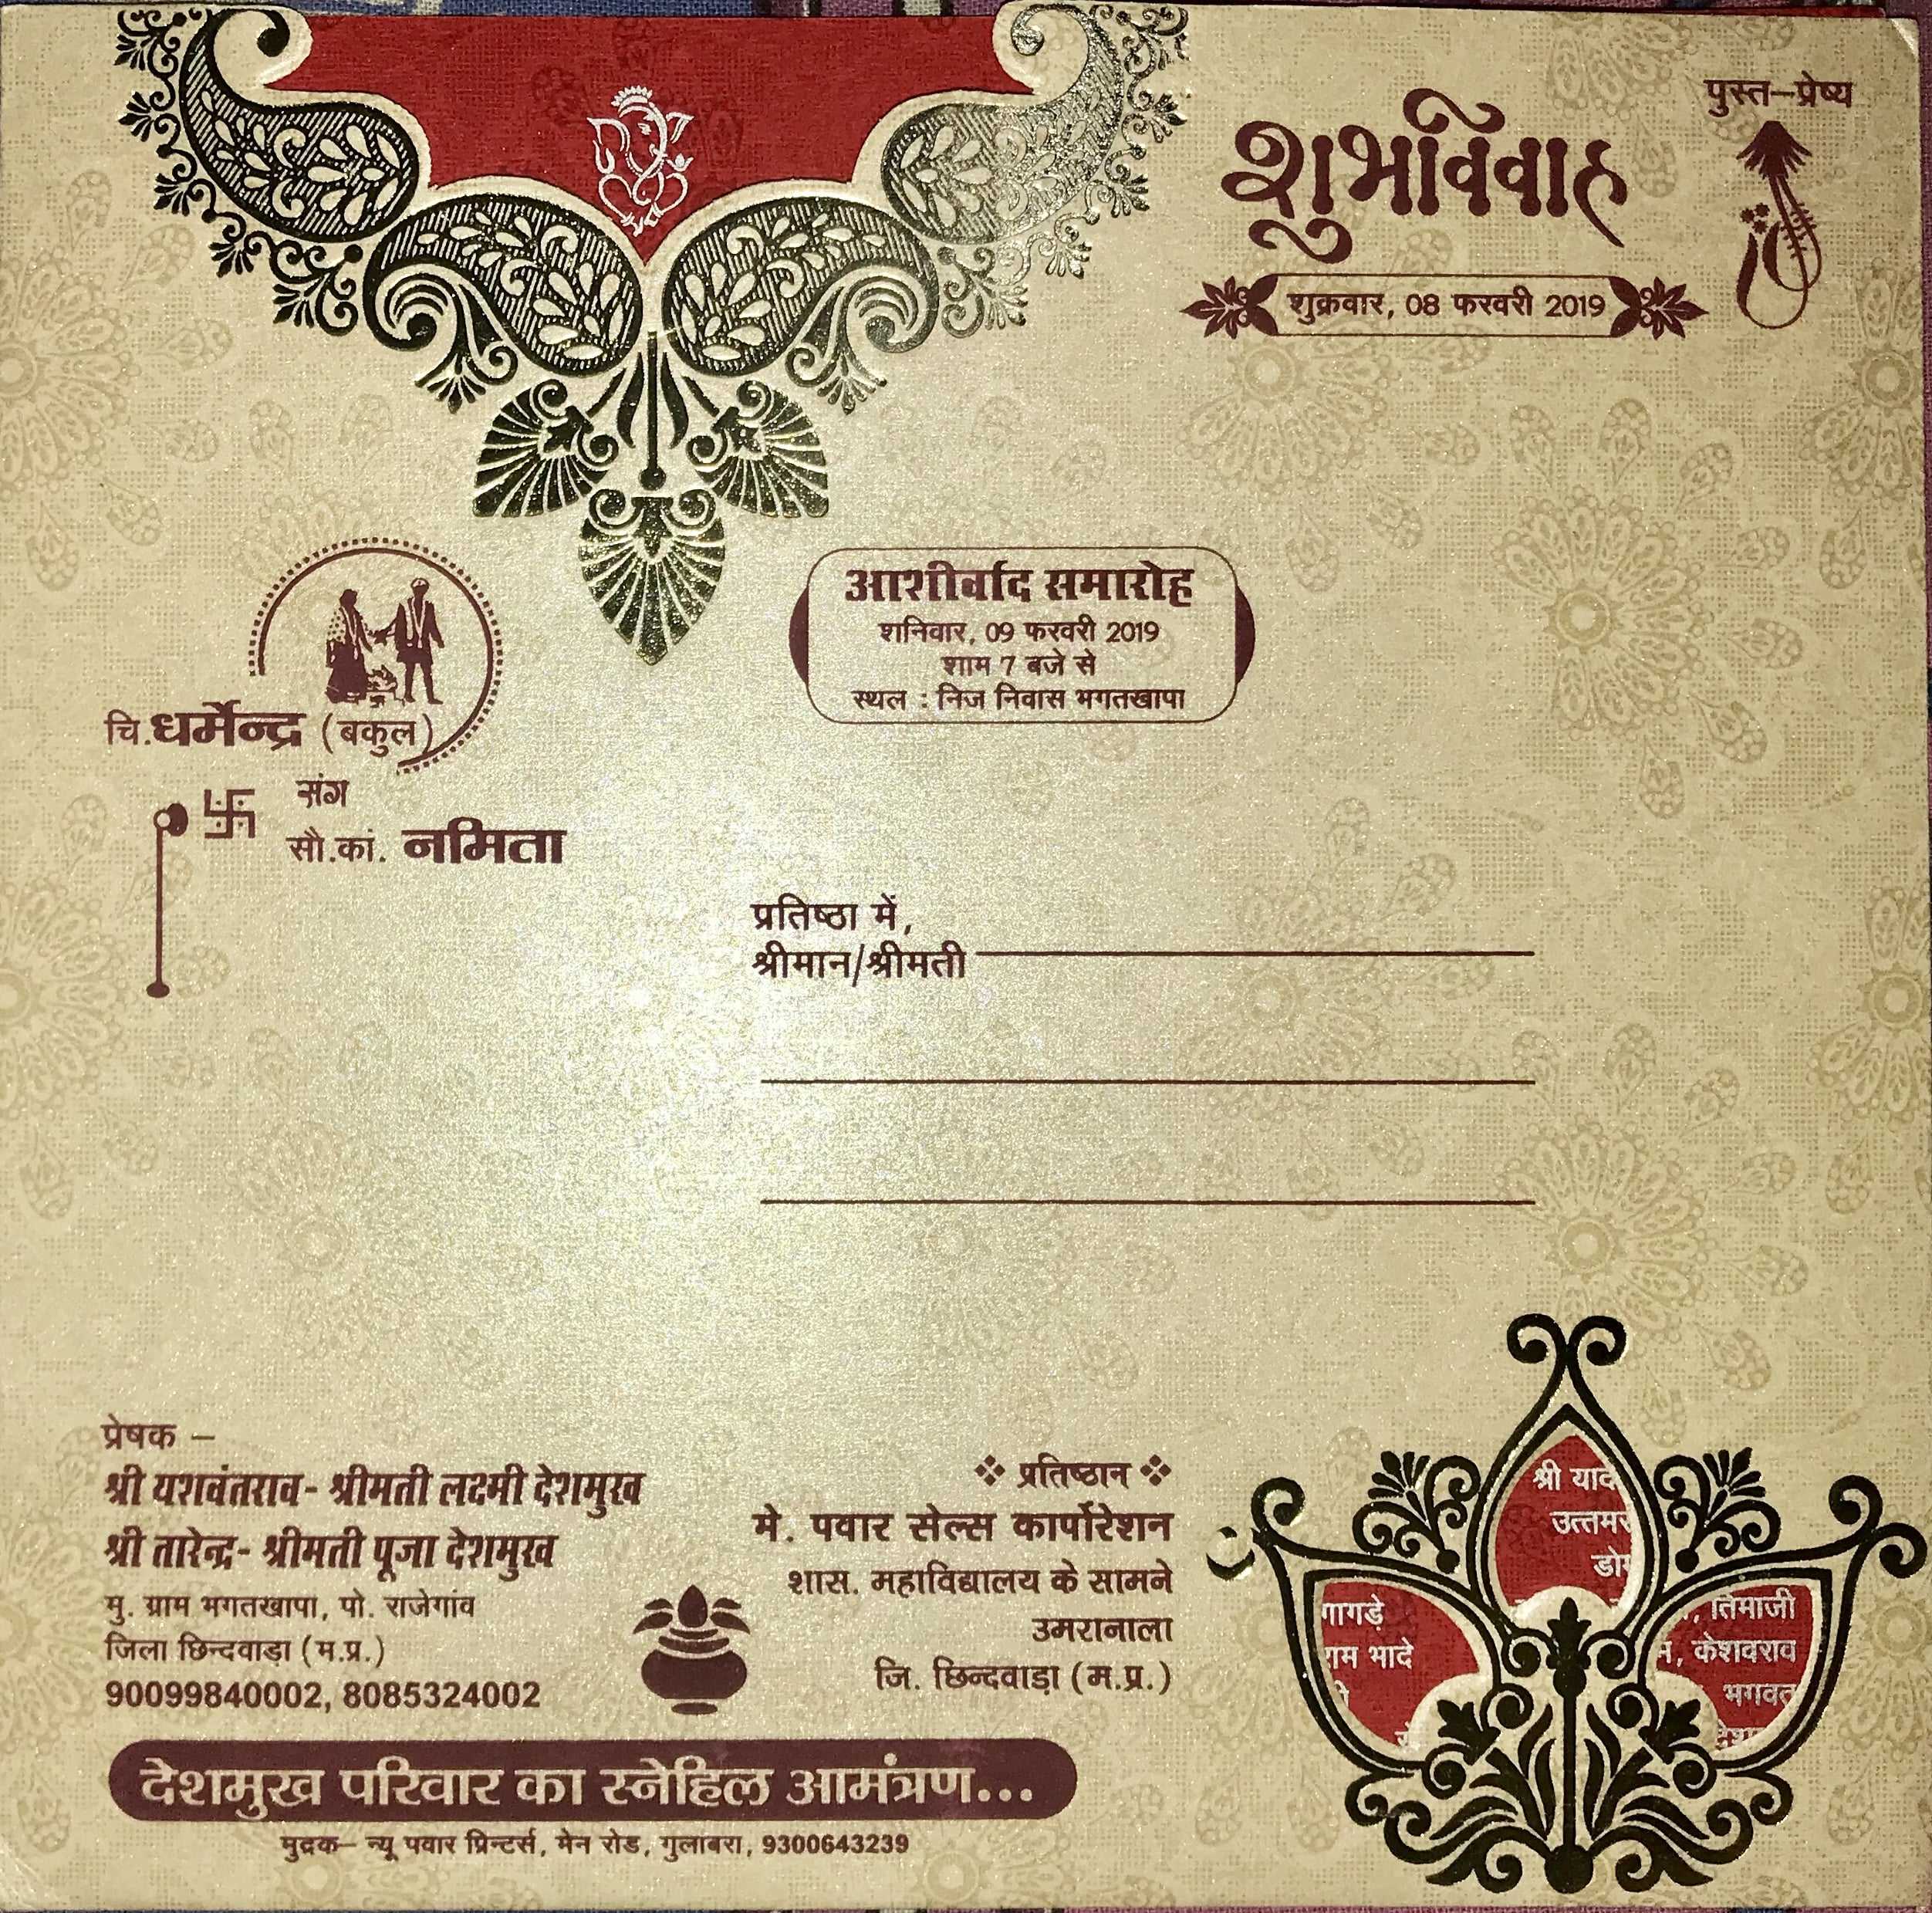 पुस्त-प्रेष्य
शुभविवाह
शुक्रवार, 08 फरवरी 2019
आशीर्वाद समारोह
शनिवार, 09 फरवरी 2019
शाम 7 बजे से
स्थल : निज निवास भगतखापा
चि.धर्मेन्द्र (बकुल)
संग
सौ.कां. नमिता
प्रतिष्ठा में,
श्रीमान/श्रीमती
प्रेषक –
श्री यशवंतराव- श्रीमती लक्ष्मी देशमुख
श्री तारेन्द्र- श्रीमती पूजा देशमुख
मु. ग्राम भगतखापा, पो. राजेगांव
जिला छिन्दवाड़ा (म.प्र.)
90099840002, 8085324002
प्रतिष्ठान
मे. पवार सेल्स कार्पोरेशन
शास. महाविद्यालय के सामने
उमरानाला
जि. छिन्दवाड़ा (म.प्र.)
देशमुख परिवार का स्नेहिल आमंत्रण...
मुद्रक– न्यू पवार प्रिन्टर्स, मेन रोड, गुलाबरा, 9300643239
श्री
भादे
तिमाजी
केशवराव